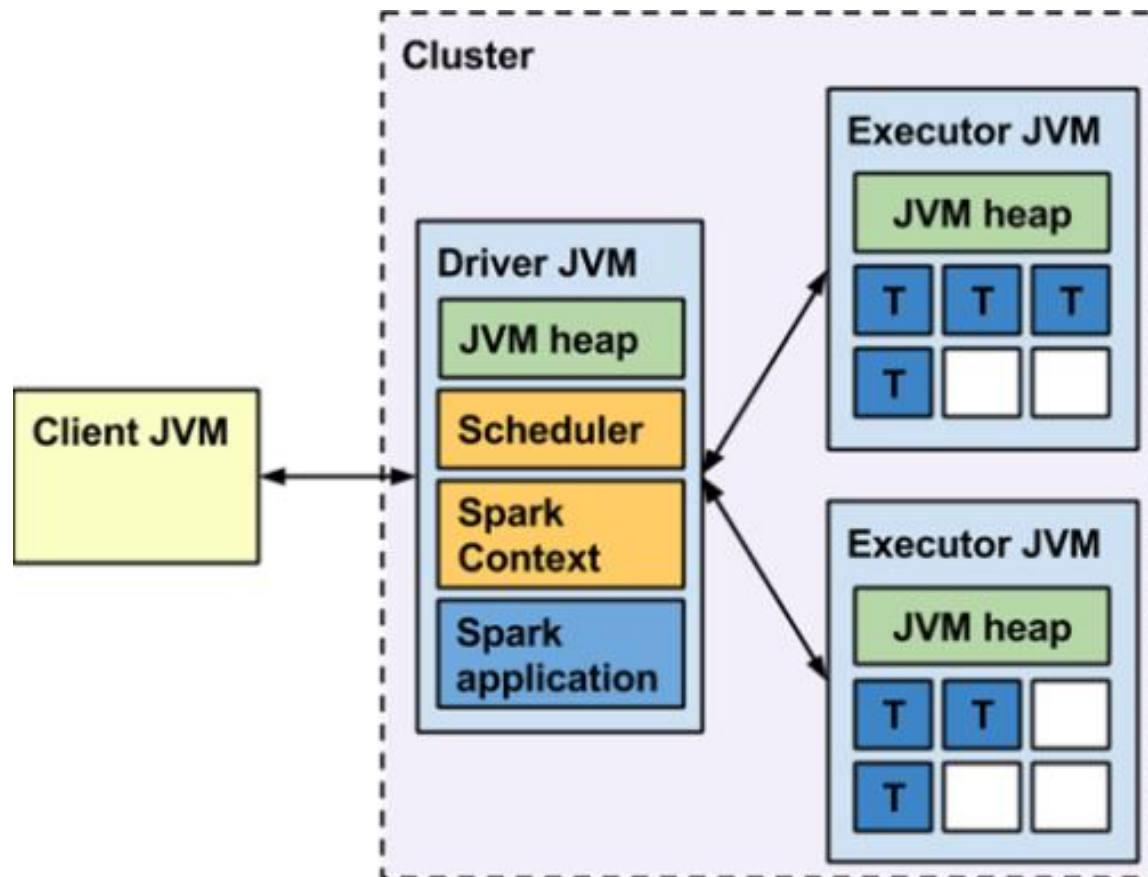 Cluster
Client JVM
Driver JVM
JVM heap
Scheduler
Spark
Context
Spark
application
Executor JVM
JVM heap
T T T
T
Executor JVM
JVM heap
T T
T